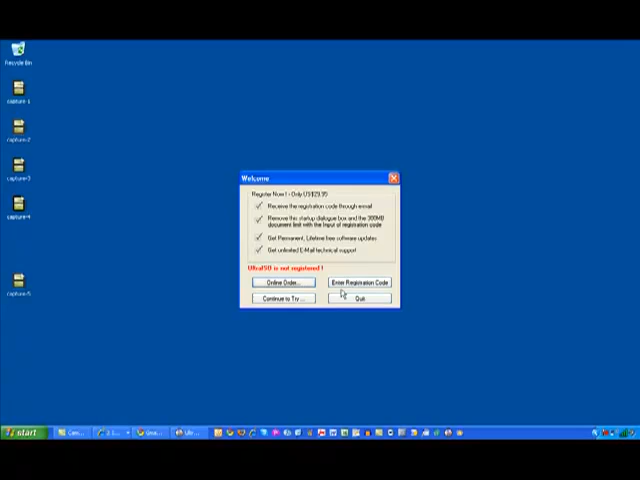 Recycle Bin
capture-1
capture-2
capture-3
capture-4
capture-5
Welcome
Register Now! - Only US$29.95
Receive the registration code through e-mail
Remove this startup dialogue box and the 300MB
document limit with the input of registration code
Get Permanent, Lifetime free software updates
Get unlimited E-Mail technical support
UltraISO is not registered !
Online Order...
Enter Registration Code
Continue to Try ...
Quit
start